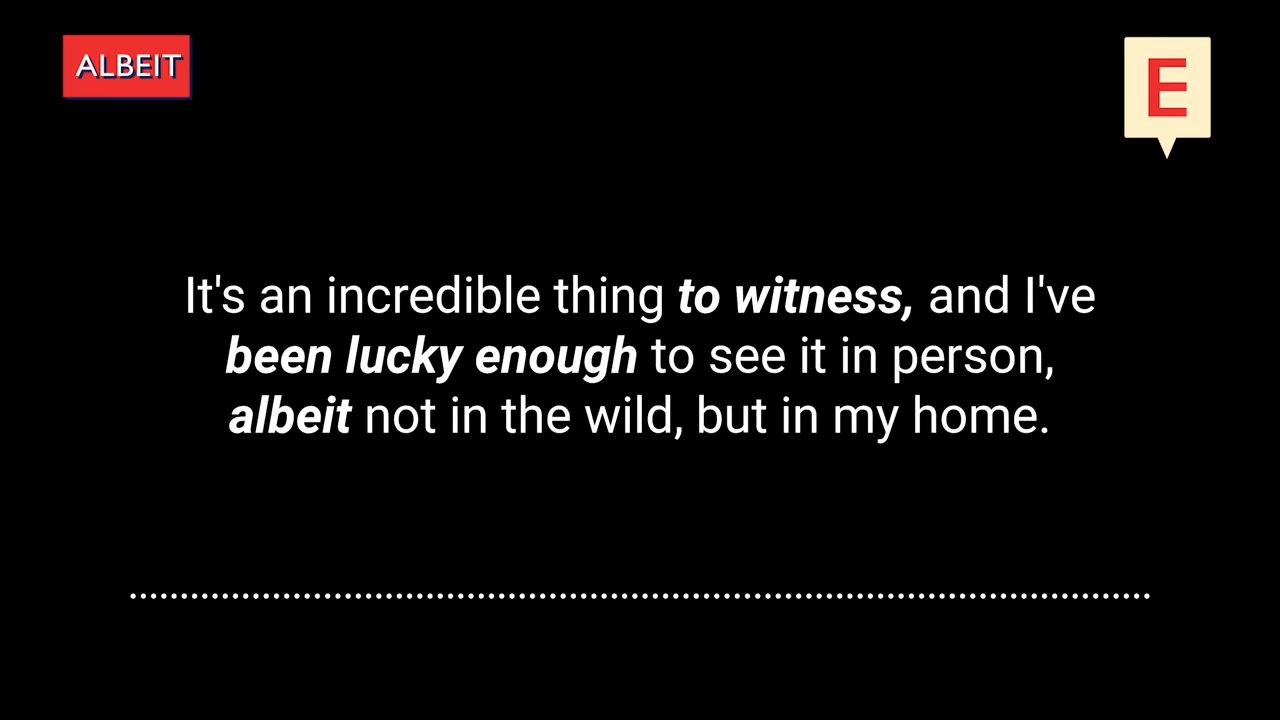 ALBEIT
E
It's an incredible thing to witness, and I've
been lucky enough to see it in person,
albeit not in the wild, but in my home.